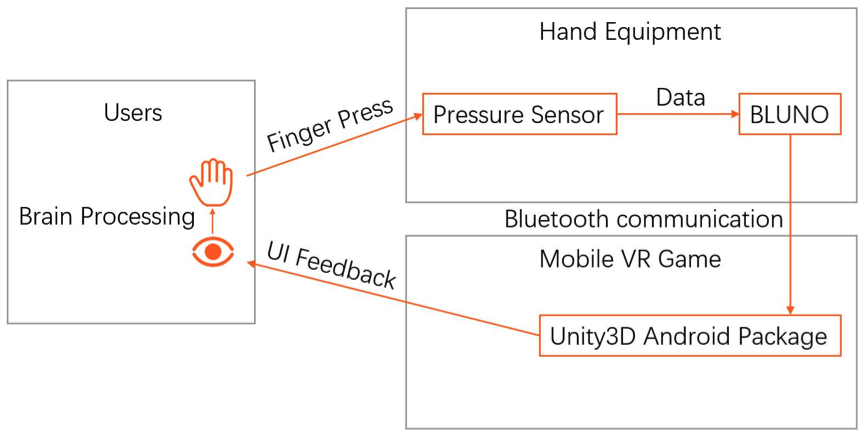 Hand Equipment
Users
Finger Press
Pressure Sensor
Data
BLUNO
Brain Processing
Bluetooth communication
UI Feedback
Mobile VR Game
Unity3D Android Package